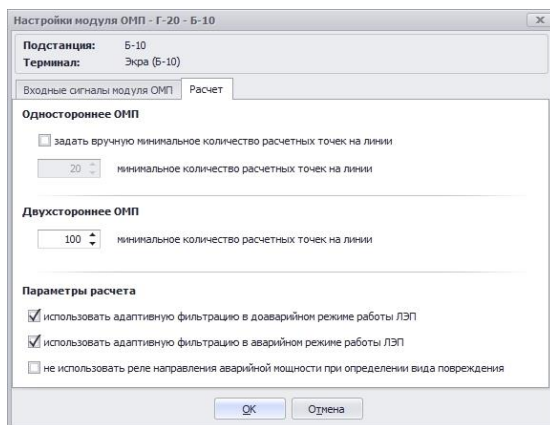 Настройки модуля ОМП - Г-20 - Б-10
Подстанция: Б-10
Терминал: Экра (Б-10)
Входные сигналы модуля ОМП Расчет
Одностороннее ОМП
задать вручную минимальное количество расчетных точек на линии
20 минимальное количество расчетных точек на линии
Двухстороннее ОМП
100 минимальное количество расчетных точек на линии
Параметры расчета
использовать адаптивную фильтрацию в доаварийном режиме работы ЛЭП
использовать адаптивную фильтрацию в аварийном режиме работы ЛЭП
не использовать реле направления аварийной мощности при определении вида повреждения
OK Отмена